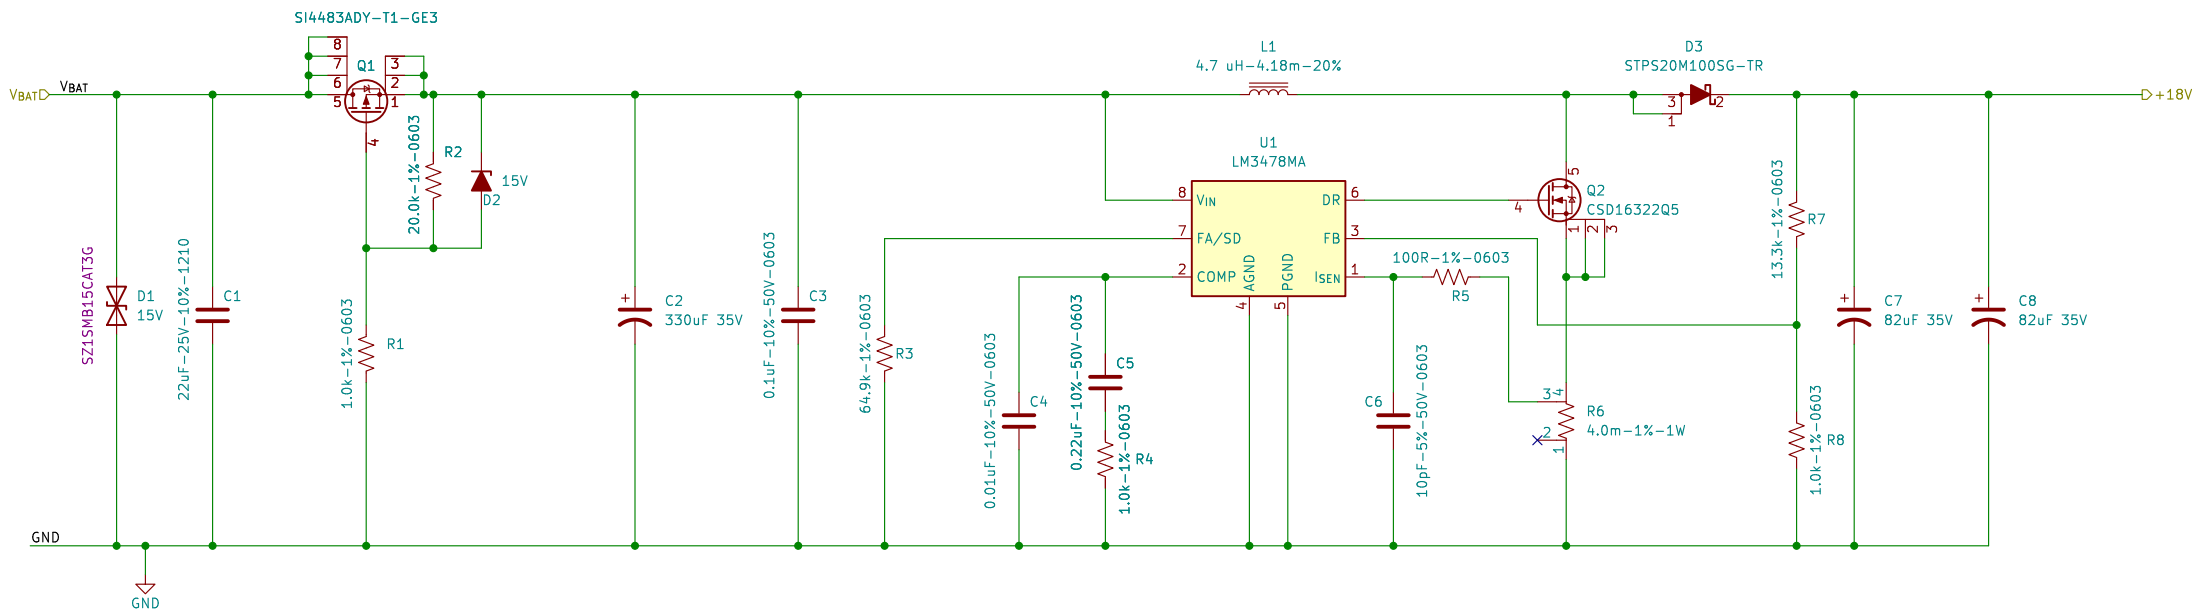 SI4483ADY-T1-GE3
8
7
6
5
Q1
3
2
1
4
VBAT
VBAT
20.0k-1%-0603
R2
15V
D2
SZ1SMB15CAT3G
D1
15V
22uF-25V-10%-1210
C1
1.0k-1%-0603
R1
C2
330uF 35V
0.1uF-10%-50V-0603
C3
64.9k-1%-0603
R3
0.01uF-10%-50V-0603
C4
0.22uF-10%-50V-0603
C5
1.0k-1%-0603
R4
L1
4.7 uH-4.18m-20%
U1
LM3478MA
8
VIN
7
FA/SD
2
COMP
AGND
4
PGND
5
DR
6
FB
3
ISEN
1
100R-1%-0603
R5
C6
10pF-5%-50V-0603
5
4
Q2
CSD16322Q5
1
2
3
3
4
2
1
R6
4.0m-1%-1W
D3
STPS20M100SG-TR
3
1
2
13.3k-1%-0603
R7
1.0k-1%-0603
R8
C7
82uF 35V
C8
82uF 35V
+18V
GND
GND